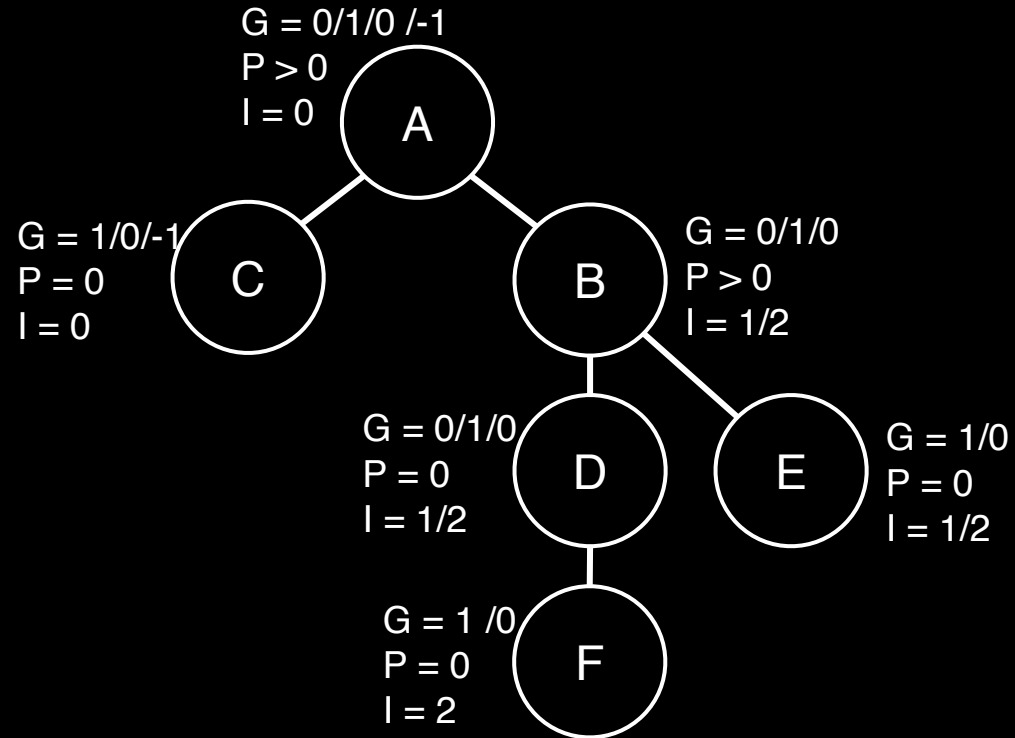 G = 0/1/0 /-1
P > 0
I = 0
A
G = 1/0/-1
P = 0
I = 0
C
B
G = 0/1/0
P > 0
I = 1/2
G = 0/1/0
P = 0
I = 1/2
D
E
G = 1/0
P = 0
I = 1/2
G = 1 /0
P = 0
I = 2
F